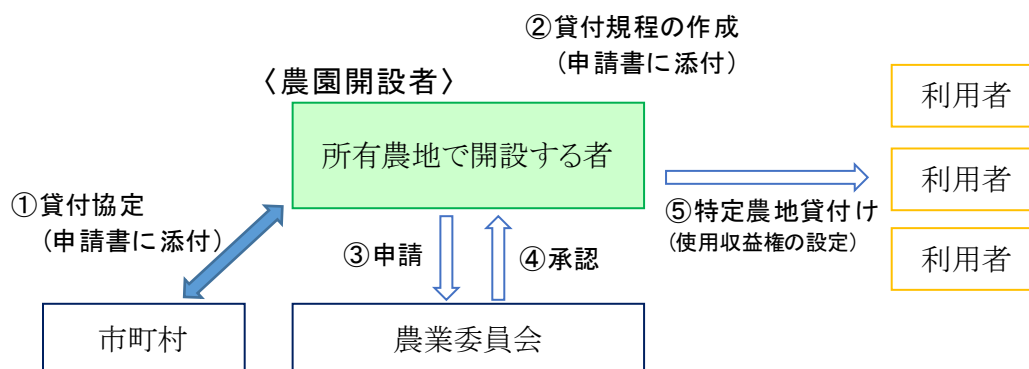 ②貸付規程の作成
(申請書に添付)
〈農園開設者〉
所有農地で開設する者
利用者
利用者
利用者
①貸付協定
(申請書に添付)
③申請
④承認
⑤特定農地貸付け
(使用収益権の設定)
市町村
農業委員会